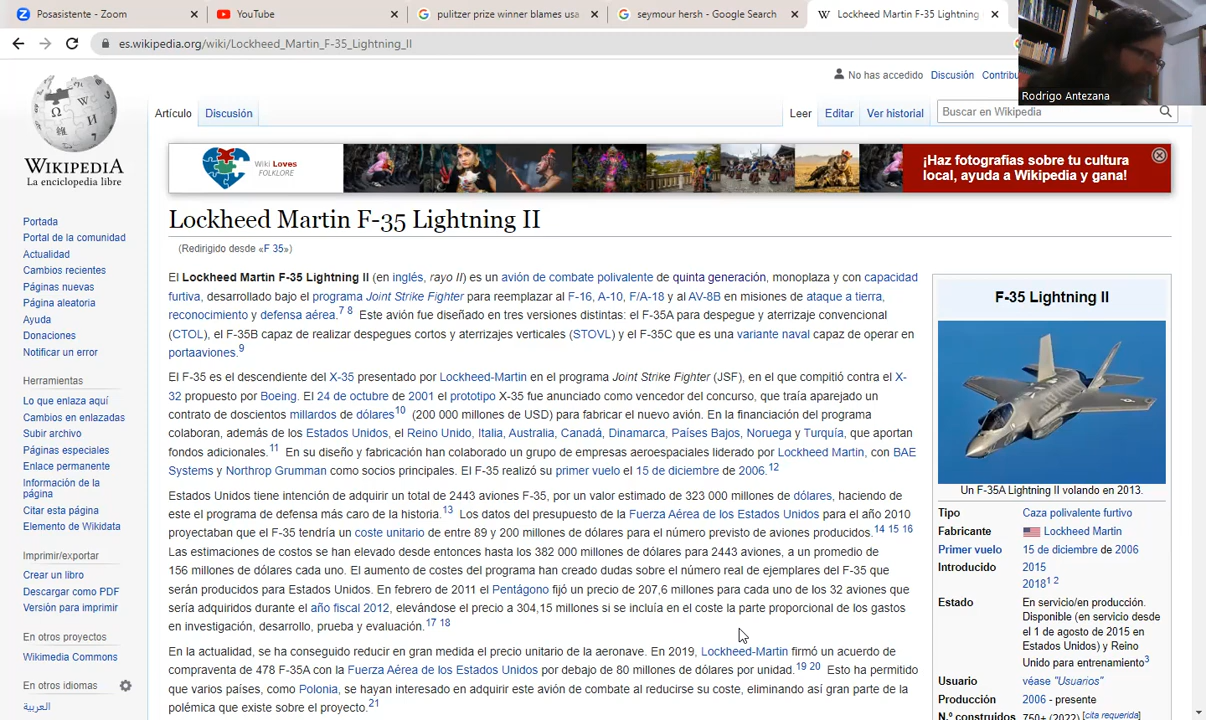 Posasistente - Zoom
YouTube
pulitzer prize winner blames usa
seymour hersh - Google Search
Lockheed Martin F-35 Lightning
es.wikipedia.org/wiki/Lockheed_Martin_F-35_Lightning_II
Rodrigo Antezana
No has accedido Discusión Contribu
Artículo Discusión
Leer Editar Ver historial
Buscar en Wikipedia
WIKIPEDIA
La enciclopedia libre
Wiki Loves
FOLKLORE
¡Haz fotografías sobre tu cultura
local, ayuda a Wikipedia y gana!
Portada
Portal de la comunidad
Actualidad
Cambios recientes
Páginas nuevas
Página aleatoria
Ayuda
Donaciones
Notificar un error
Herramientas
Lo que enlaza aquí
Cambios en enlazadas
Subir archivo
Páginas especiales
Enlace permanente
Información de la
página
Citar esta página
Elemento de Wikidata
Imprimir/exportar
Crear un libro
Descargar como PDF
Versión para imprimir
En otros proyectos
Wikimedia Commons
En otros idiomas
العربية
Lockheed Martin F-35 Lightning II
(Redirigido desde «F 35»)
El Lockheed Martin F-35 Lightning II (en inglés, rayo II) es un avión de combate polivalente de quinta generación, monoplaza y con capacidad
furtiva, desarrollado bajo el programa Joint Strike Fighter para reemplazar al F-16, A-10, F/A-18 y al AV-8B en misiones de ataque a tierra,
reconocimiento y defensa aérea.7 8 Este avión fue diseñado en tres versiones distintas: el F-35A para despegue y aterrizaje convencional
(CTOL), el F-35B capaz de realizar despegues cortos y aterrizajes verticales (STOVL) y el F-35C que es una variante naval capaz de operar en
portaaviones.9
El F-35 es el descendiente del X-35 presentado por Lockheed-Martin en el programa Joint Strike Fighter (JSF), en el que compitió contra el X-
32 propuesto por Boeing. El 24 de octubre de 2001 el prototipo X-35 fue anunciado como vencedor del concurso, que traía aparejado un
contrato de doscientos millardos de dólares10 (200 000 millones de USD) para fabricar el nuevo avión. En la financiación del programa
colaboran, además de los Estados Unidos, el Reino Unido, Italia, Australia, Canadá, Dinamarca, Países Bajos, Noruega y Turquía, que aportan
fondos adicionales.11 En su diseño y fabricación han colaborado un grupo de empresas aeroespaciales liderado por Lockheed Martin, con BAE
Systems y Northrop Grumman como socios principales. El F-35 realizó su primer vuelo el 15 de diciembre de 2006.12
Estados Unidos tiene intención de adquirir un total de 2443 aviones F-35, por un valor estimado de 323 000 millones de dólares, haciendo de
este el programa de defensa más caro de la historia.13 Los datos del presupuesto de la Fuerza Aérea de los Estados Unidos para el año 2010
proyectaban que el F-35 tendría un coste unitario de entre 89 y 200 millones de dólares para el número previsto de aviones producidos.14 15 16
Las estimaciones de costos se han elevado desde entonces hasta los 382 000 millones de dólares para 2443 aviones, a un promedio de
156 millones de dólares cada uno. El aumento de costes del programa han creado dudas sobre el número real de ejemplares del F-35 que
serán producidos para Estados Unidos. En febrero de 2011 el Pentágono fijó un precio de 207,6 millones para cada uno de los 32 aviones que
sería adquiridos durante el año fiscal 2012, elevándose el precio a 304,15 millones si se incluía en el coste la parte proporcional de los gastos
en investigación, desarrollo, prueba y evaluación.17 18
En la actualidad, se ha conseguido reducir en gran medida el precio unitario de la aeronave. En 2019, Lockheed-Martin firmó un acuerdo de
compraventa de 478 F-35A con la Fuerza Aérea de los Estados Unidos por debajo de 80 millones de dólares por unidad.19 20 Esto ha permitido
que varios países, como Polonia, se hayan interesado en adquirir este avión de combate al reducirse su coste, eliminando así gran parte de la
polémica que existe sobre el proyecto.21
F-35 Lightning II
Un F-35A Lightning II volando en 2013.
Tipo Caza polivalente furtivo
Fabricante Lockheed Martin
Primer vuelo 15 de diciembre de 2006
Introducido 2015
20181 2
Estado En servicio/en producción.
Disponible (en servicio desde
el 1 de agosto de 2015 en
Estados Unidos) y Reino
Unido para entrenamiento3
Usuario véase "Usuarios"
Producción 2006 - presente
N.º construidos 750+ (2022) [cita requerida]